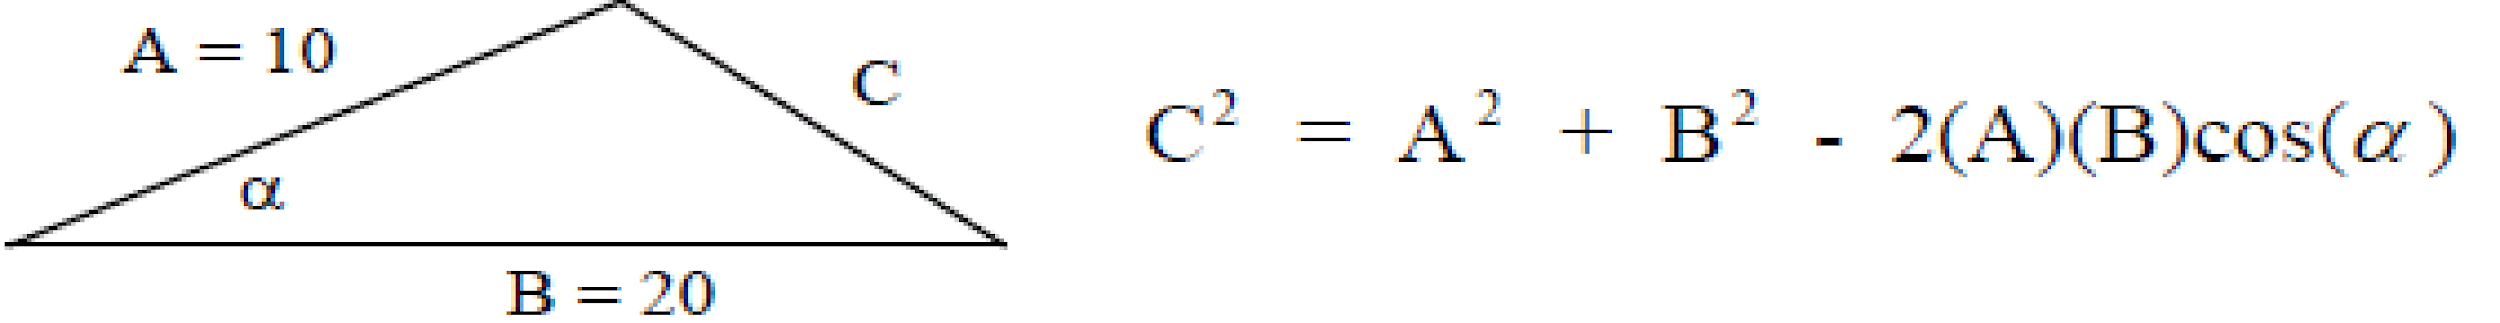 A = 10
C
α
B = 20
C² = A² + B² - 2(A)(B)cos(α)